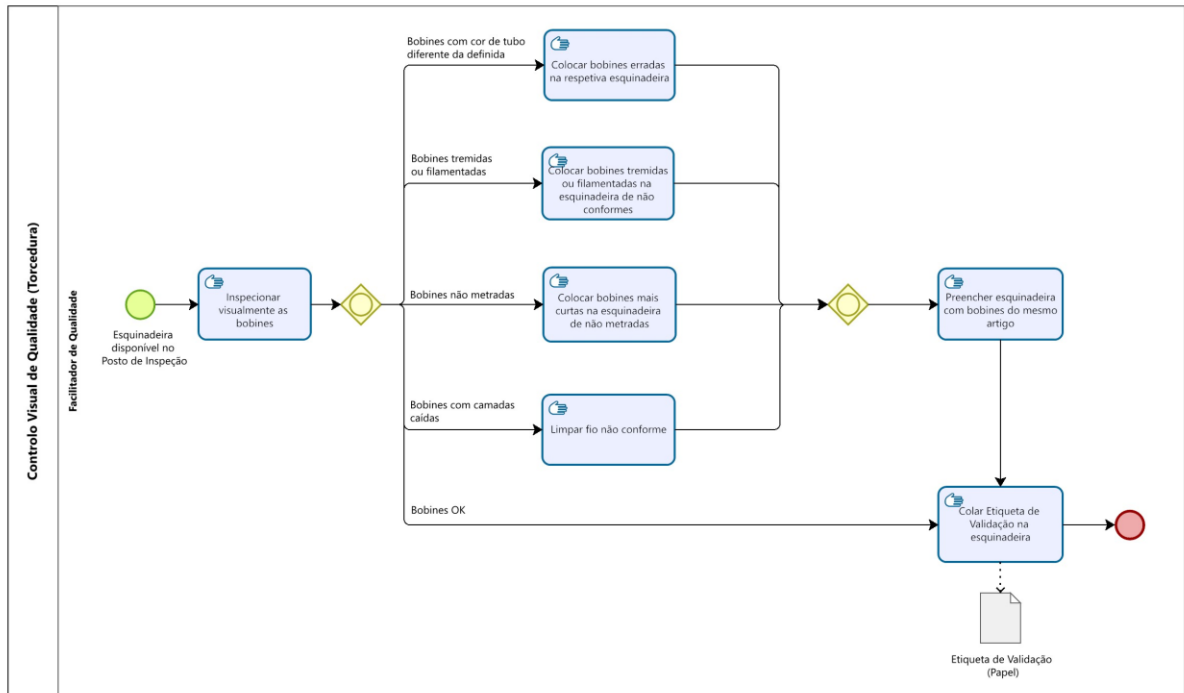 Controlo Visual de Qualidade (Torcedura)
Facilitador de Qualidade
Esquinadeira
disponível no
Posto de Inspeção
Inspecionar
visualmente as
bobines
Bobines com cor de tubo
diferente da definida
Colocar bobines erradas
na respetiva esquinadeira
Bobines tremidas
ou filamentadas
Colocar bobines tremidas
ou filamentadas na
esquinadeira de não
conformes
Bobines não metradas
Colocar bobines mais
curtas na esquinadeira
de não metradas
Bobines com camadas
caídas
Limpar fio não conforme
Bobines OK
Preencher esquinadeira
com bobines do mesmo
artigo
Colar Etiqueta de
Validação na
esquinadeira
Etiqueta de Validação
(Papel)